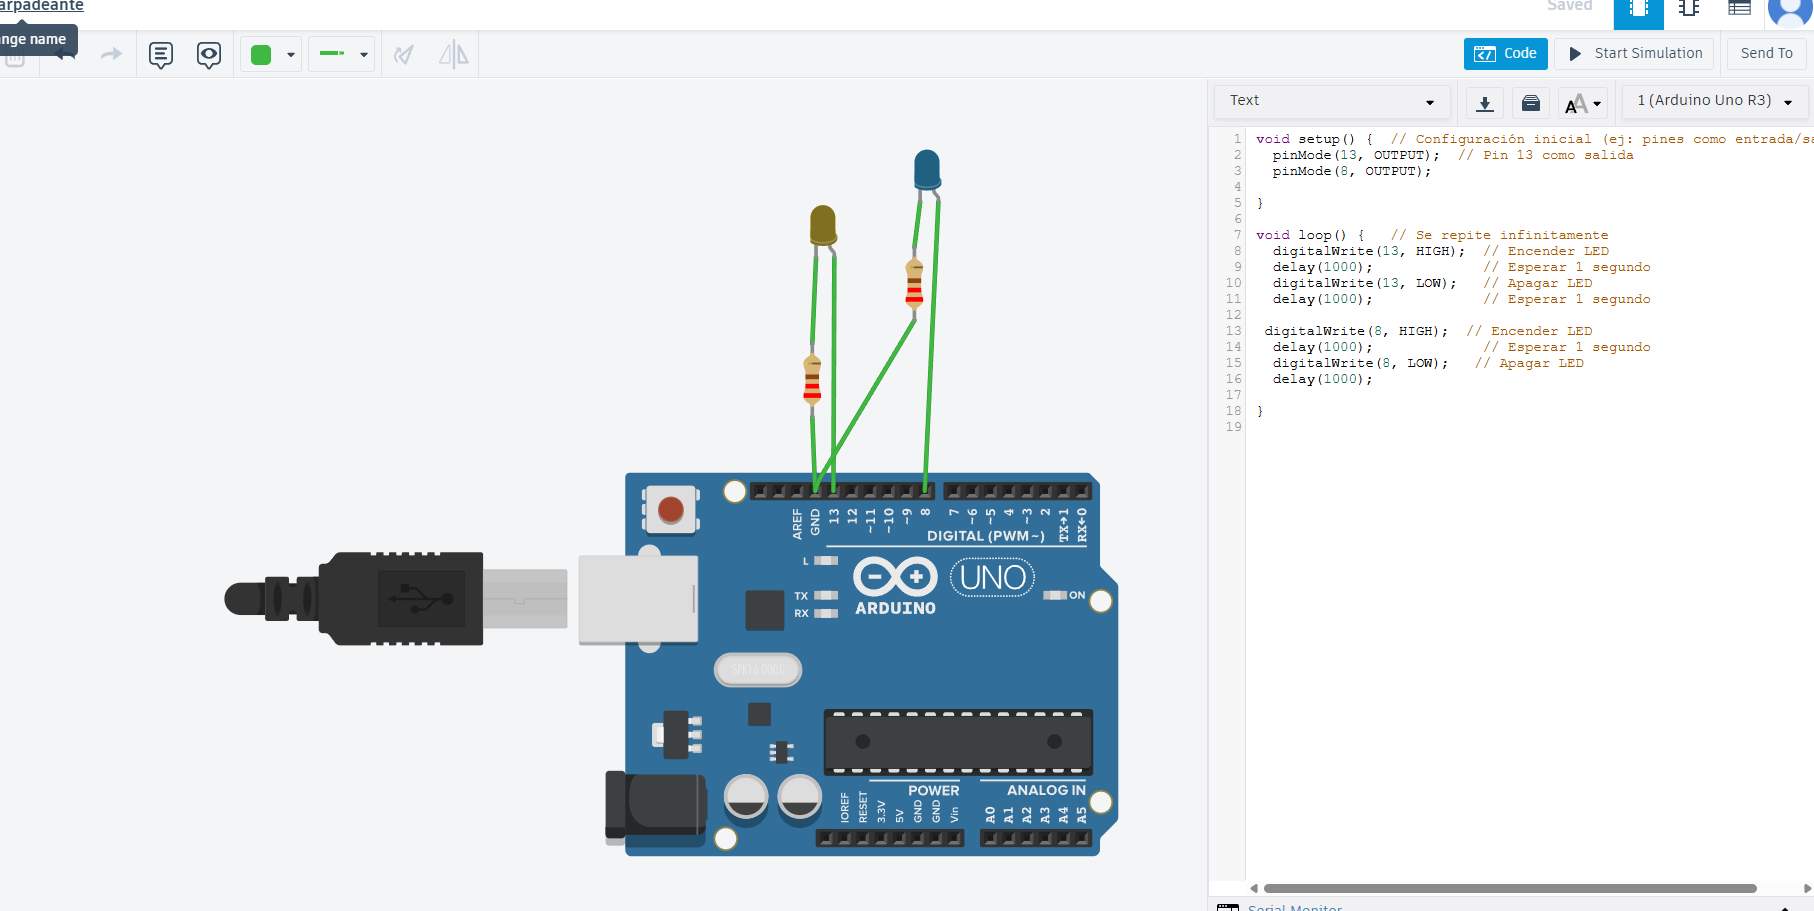 arpadeante
Saved
nge name
Code
Start Simulation
Send To
Text
1 (Arduino Uno R3)
1 void setup() {  // Configuración inicial (ej: pines como entrada/sa
2   pinMode(13, OUTPUT);  // Pin 13 como salida
3   pinMode(8, OUTPUT);
4
5 }
6
7 void loop() {   // Se repite infinitamente
8   digitalWrite(13, HIGH);  // Encender LED
9   delay(1000);             // Esperar 1 segundo
10   digitalWrite(13, LOW);   // Apagar LED
11   delay(1000);             // Esperar 1 segundo
12
13  digitalWrite(8, HIGH);  // Encender LED
14   delay(1000);             // Esperar 1 segundo
15   digitalWrite(8, LOW);   // Apagar LED
16   delay(1000);
17
18 }
19
AREF
GND
13
12
~11
~10
~9
8
7
~6
~5
4
~3
2
TX→1
RX←0
DIGITAL (PWM~)
L
TX
RX
UNO
ARDUINO
ON
SPK16.000G
POWER
ANALOG IN
IOREF
RESET
3.3V
5V
GND
GND
Vin
A0
A1
A2
A3
A4
A5
Serial Monitor